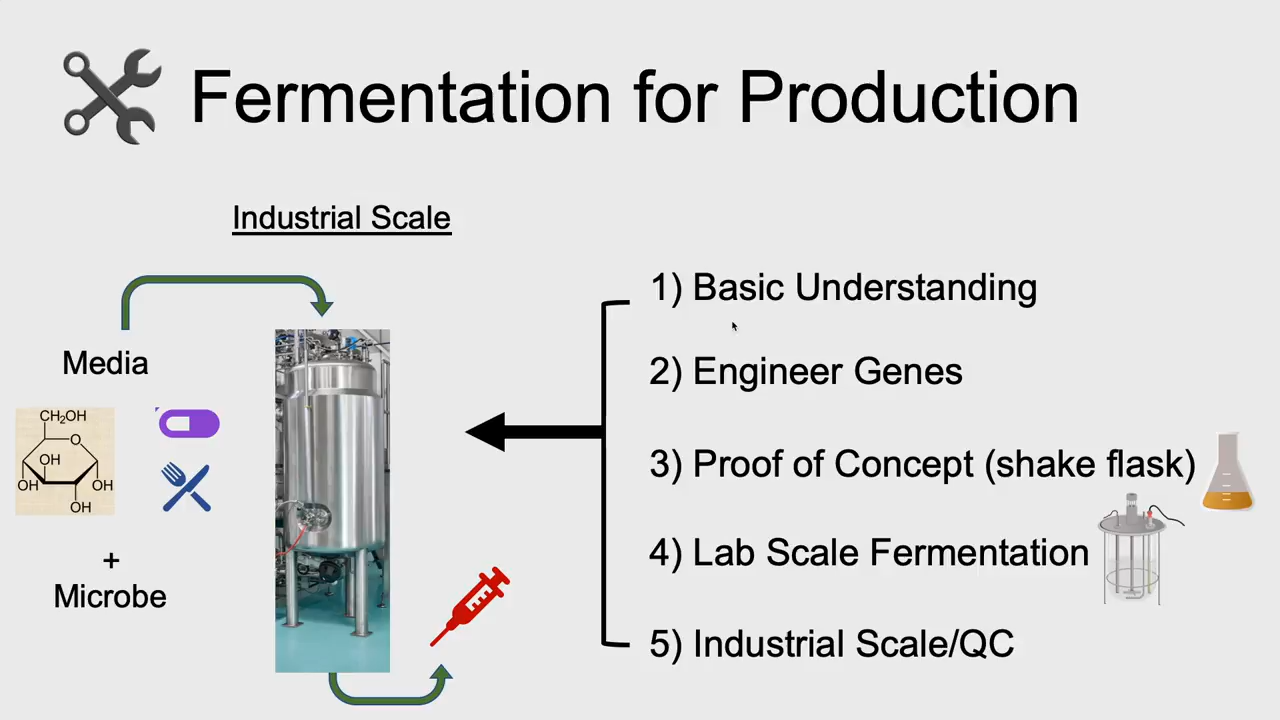 Fermentation for Production
Industrial Scale
Media
CH₂OH
O
OH
OH
OH
OH
+
Microbe
1) Basic Understanding
2) Engineer Genes
3) Proof of Concept (shake flask)
4) Lab Scale Fermentation
5) Industrial Scale/QC